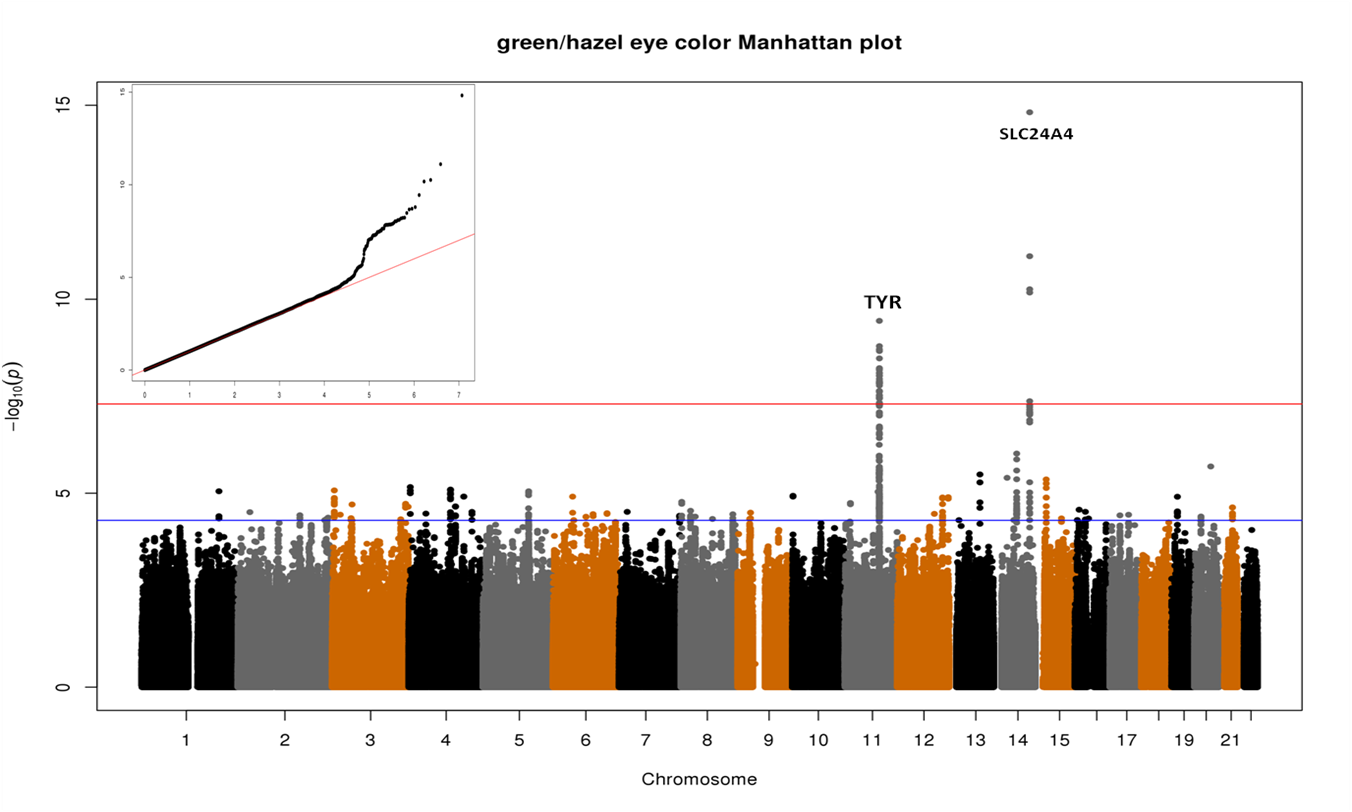 green/hazel eye color Manhattan plot
15
10
5
0
0 1 2 3 4 5 6 7
SLC24A4
TYR
15
10
5
0
−log10(p)
1 2 3 4 5 6 7 8 9 10 11 12 13 14 15 17 19 21
Chromosome